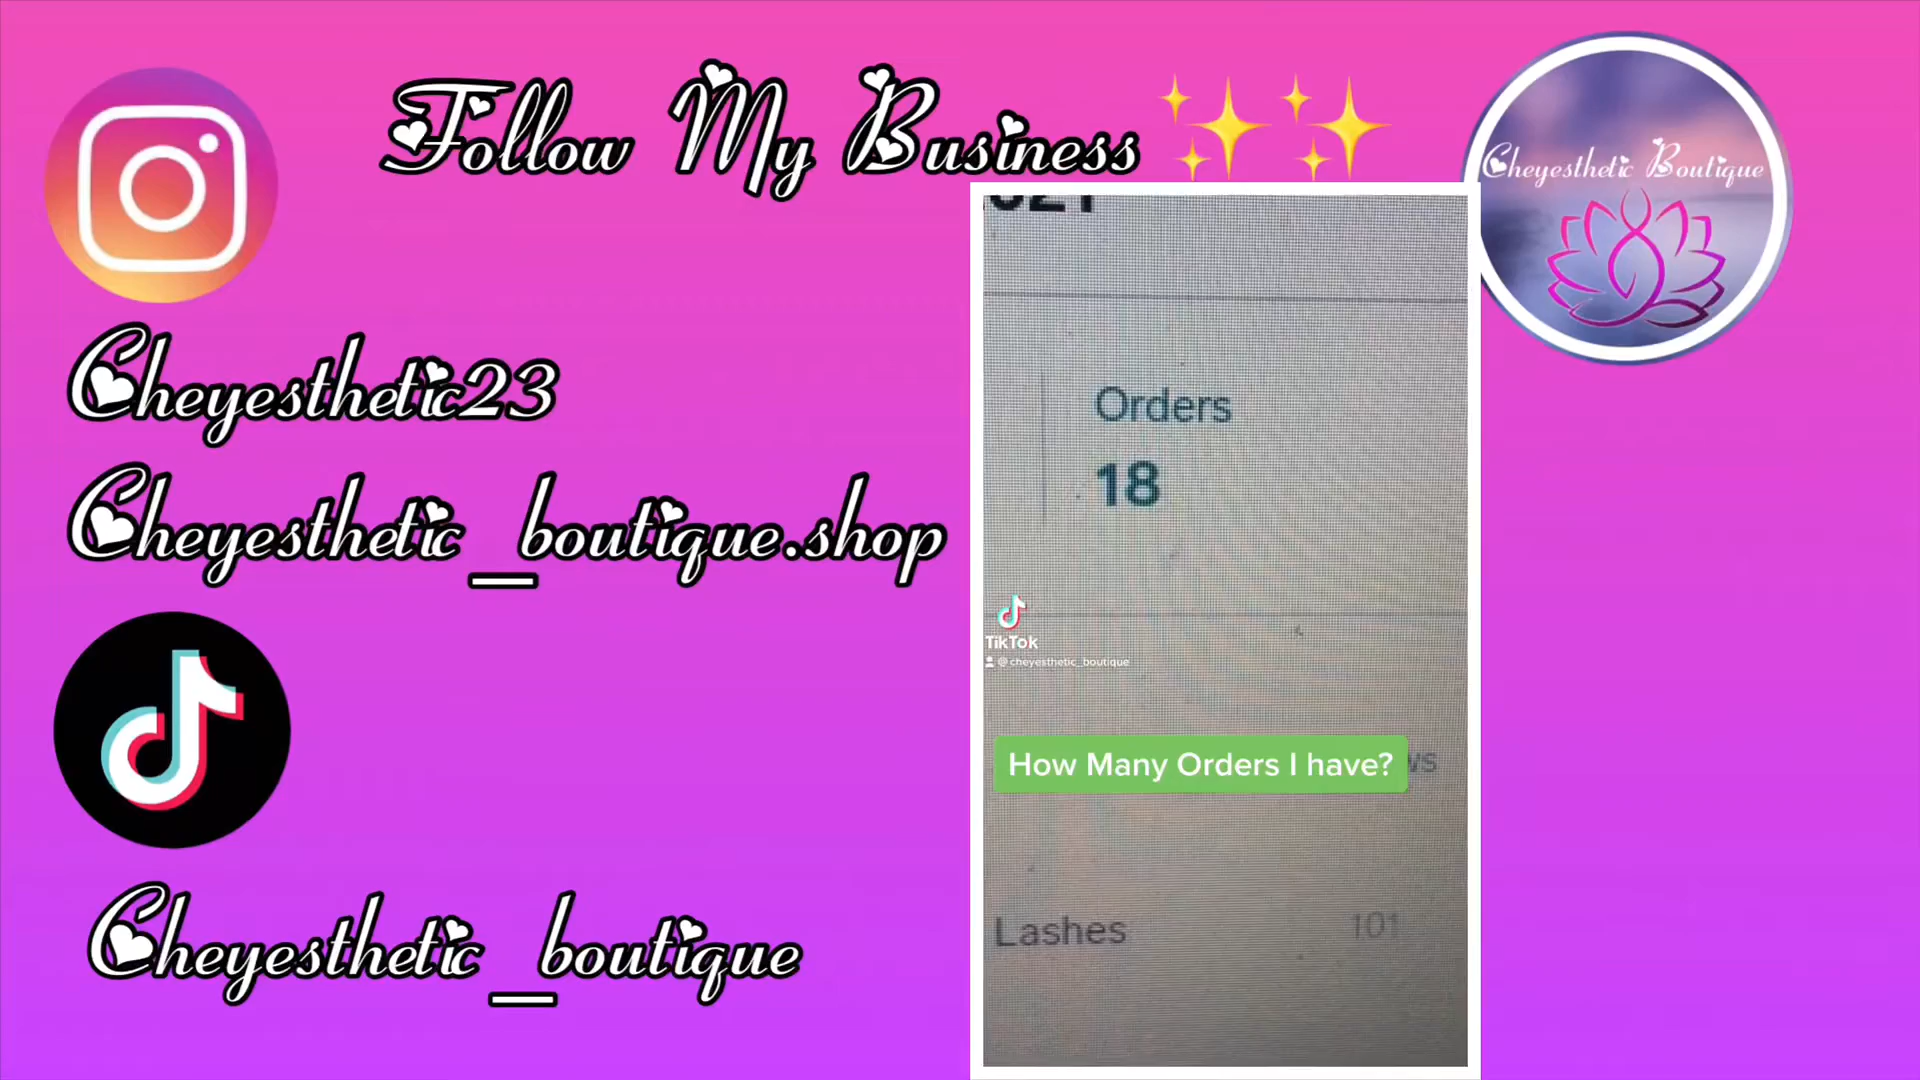 Follow My Business
Cheyesthetic Boutique
Cheyesthetic23
Cheyesthetic_boutique.shop
Cheyesthetic_boutique
Orders
18
TikTok
@cheyesthetic_boutique
How Many Orders I have?
Lashes 101